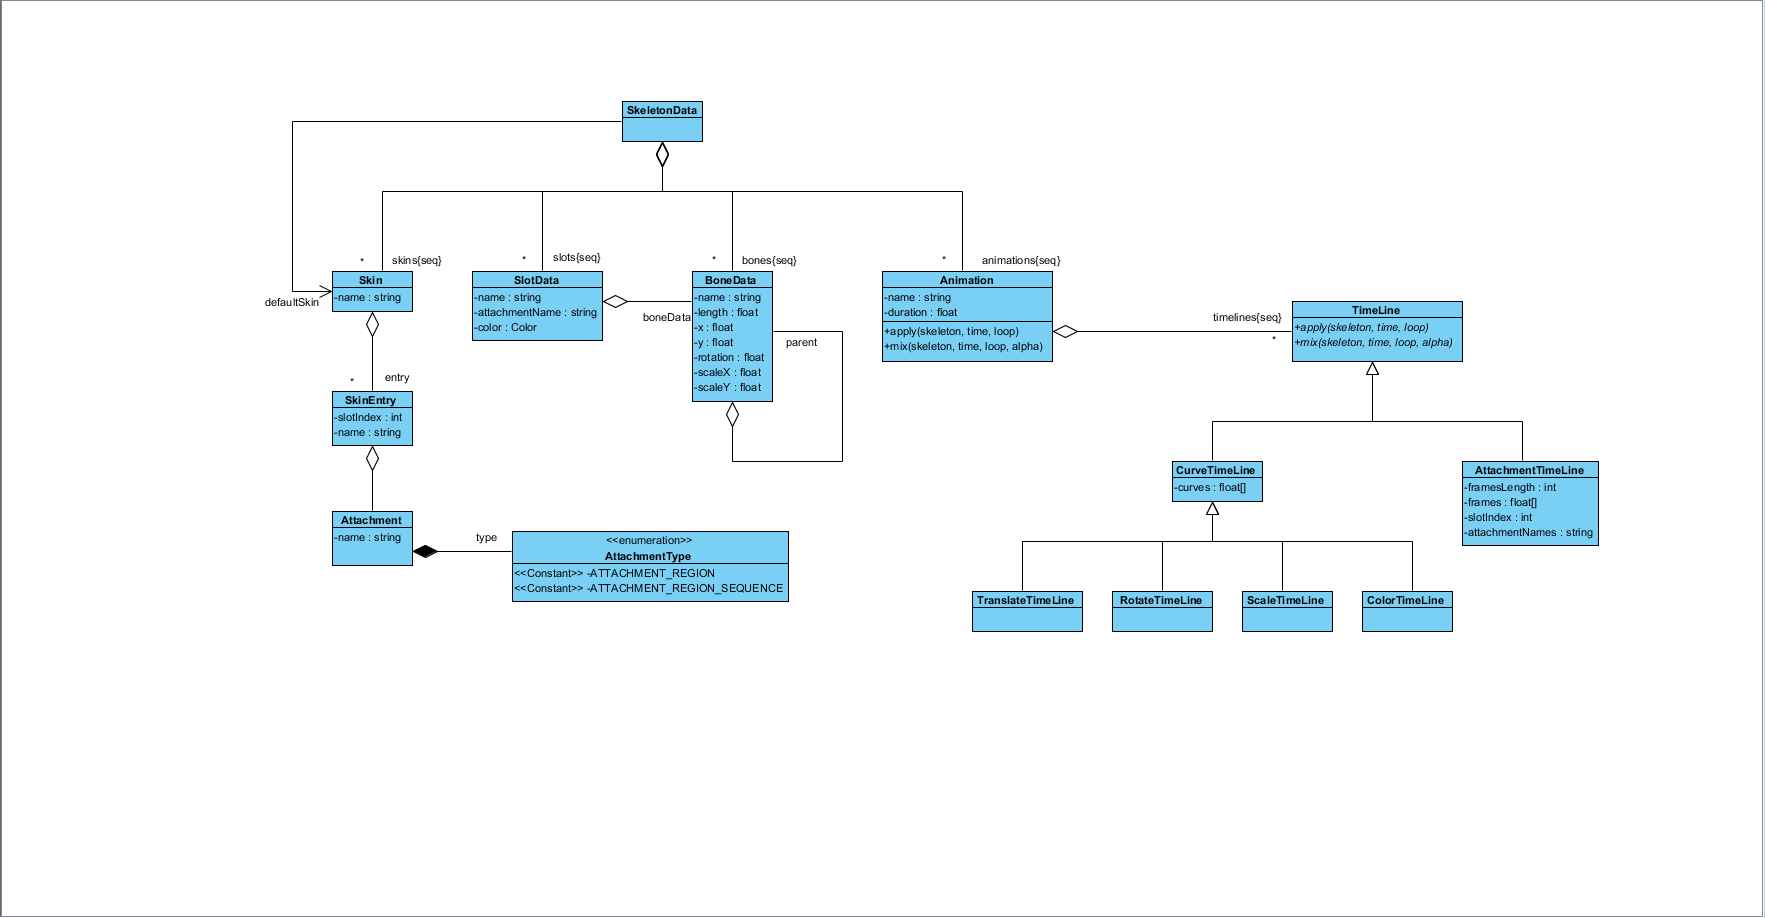 SkeletonData
* skins{seq}
* slots{seq}
* bones{seq}
* animations{seq}
defaultSkin
Skin
-name : string
SlotData
-name : string
-attachmentName : string
-color : Color
boneData
BoneData
-name : string
-length : float
-x : float
-y : float
-rotation : float
-scaleX : float
-scaleY : float
parent
Animation
-name : string
-duration : float
+apply(skeleton, time, loop)
+mix(skeleton, time, loop, alpha)
timelines{seq}
*
TimeLine
+apply(skeleton, time, loop)
+mix(skeleton, time, loop, alpha)
* entry
SkinEntry
-slotIndex : int
-name : string
Attachment
-name : string
type
<<enumeration>>
AttachmentType
<<Constant>> -ATTACHMENT_REGION
<<Constant>> -ATTACHMENT_REGION_SEQUENCE
CurveTimeLine
-curves : float[]
AttachmentTimeLine
-framesLength : int
-frames : float[]
-slotIndex : int
-attachmentNames : string
TranslateTimeLine
RotateTimeLine
ScaleTimeLine
ColorTimeLine